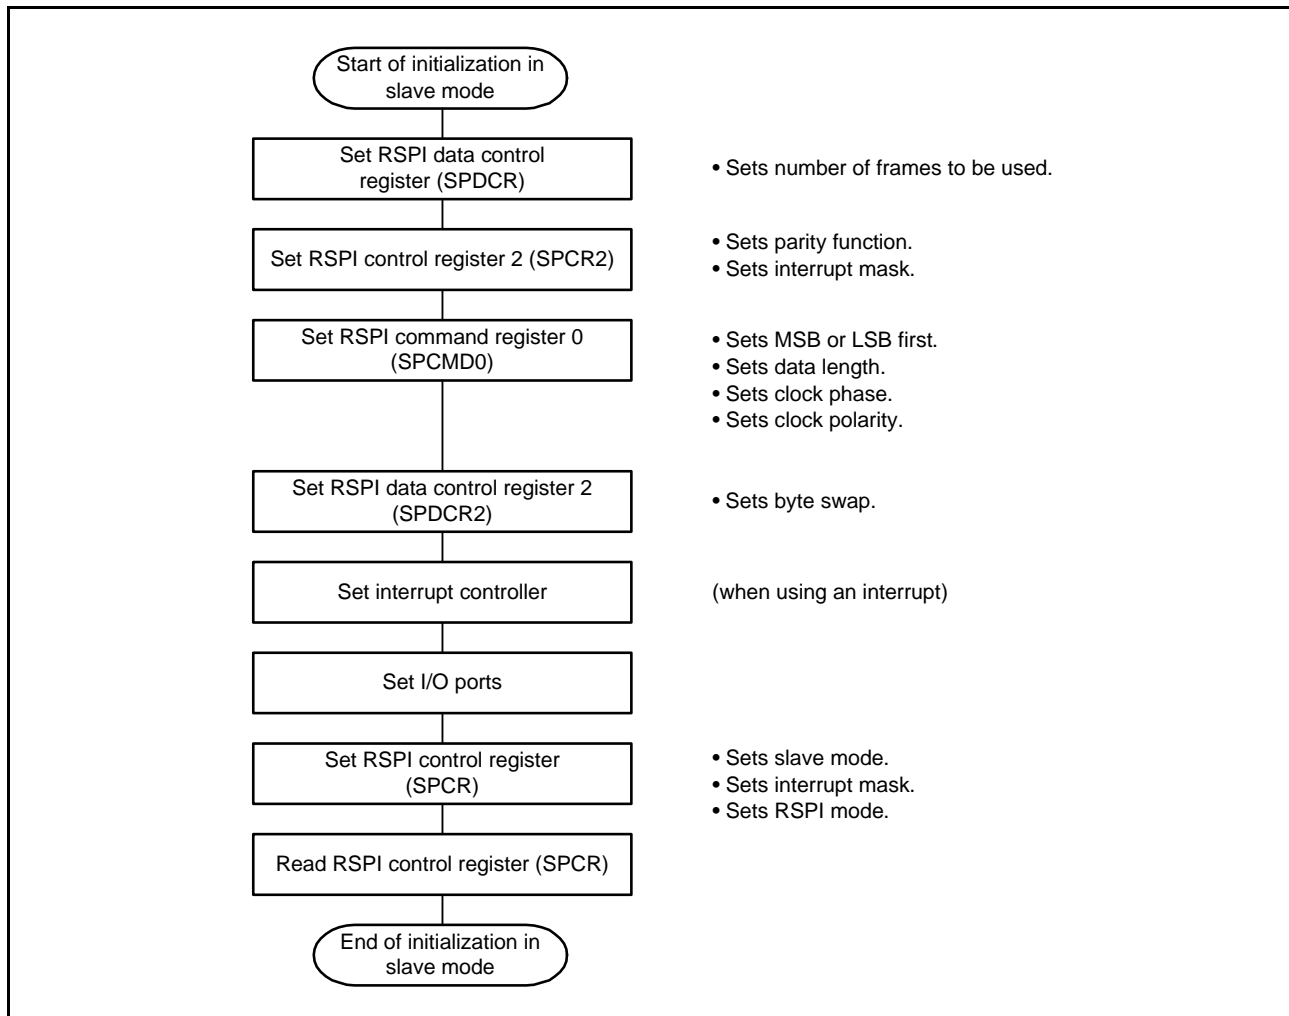 Start of initialization in
slave mode
Set RSPI data control
register (SPDCR)
• Sets number of frames to be used.
Set RSPI control register 2 (SPCR2)
• Sets parity function.
• Sets interrupt mask.
Set RSPI command register 0
(SPCMD0)
• Sets MSB or LSB first.
• Sets data length.
• Sets clock phase.
• Sets clock polarity.
Set RSPI data control register 2
(SPDCR2)
• Sets byte swap.
Set interrupt controller
(when using an interrupt)
Set I/O ports
Set RSPI control register
(SPCR)
• Sets slave mode.
• Sets interrupt mask.
• Sets RSPI mode.
Read RSPI control register (SPCR)
End of initialization in
slave mode